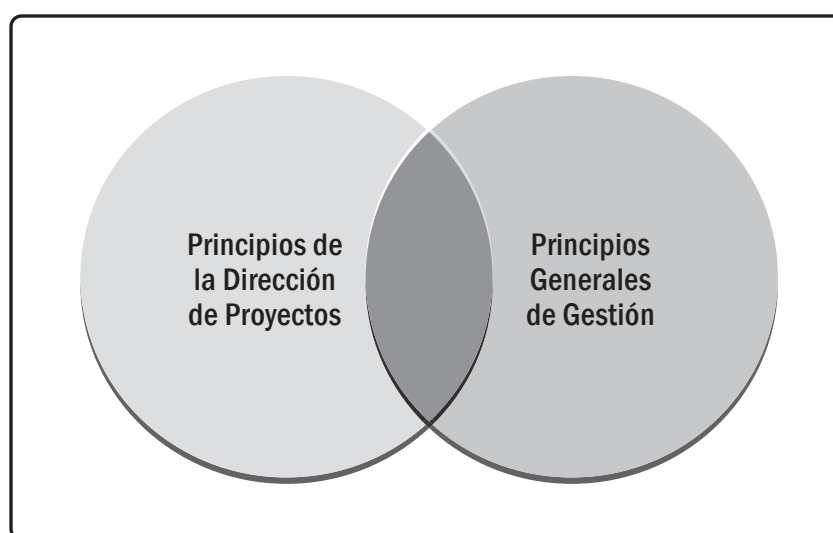 Principios de
la Dirección
de Proyectos
Principios
Generales
de Gestión